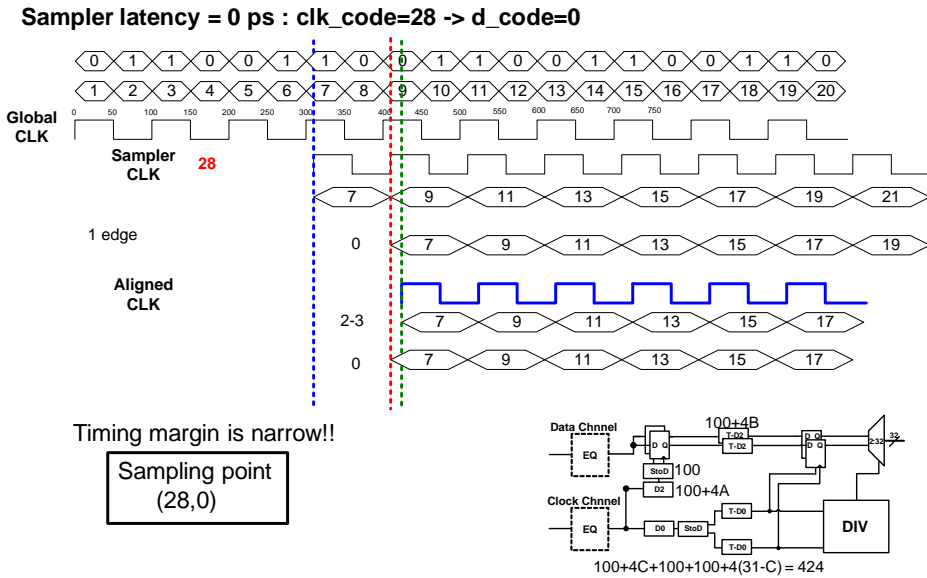 Sampler latency = 0 ps : clk_code=28 -> d_code=0
0 1 1 0 0 1 1 0 0 1 1 0 0 1 1 0 0 1 1 0
1 2 3 4 5 6 7 8 9 10 11 12 13 14 15 16 17 18 19 20
Global CLK
0 50 100 150 200 250 300 350 400 450 500 550 600 650 700 750
Sampler CLK
28
7 9 11 13 15 17 19 21
1 edge
0 7 9 11 13 15 17 19
Aligned CLK
2-3 7 9 11 13 15 17
0 7 9 11 13 15 17
Timing margin is narrow!!
Sampling point
(28,0)
Data Chnnel
EQ
D Q
100+4B
T-D2
T-D2
D Q
D Q
2:32
32
StoD
100
D2
100+4A
Clock Chnnel
EQ
D0
StoD
T-D0
T-D0
DIV
100+4C+100+100+4(31-C) = 424